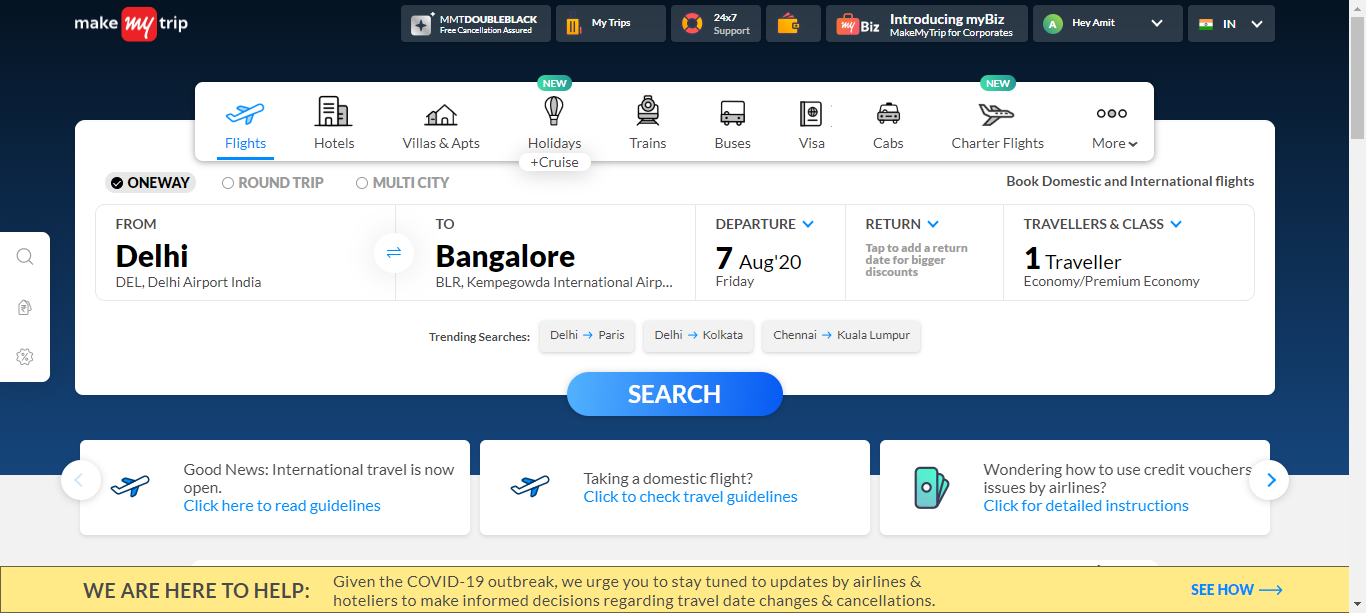 make my trip
MMTDOUBLEBLACK
Free Cancellation Assured
My Trips
24x7
Support
my Biz
Introducing myBiz
MakeMyTrip for Corporates
A
Hey Amit
IN
NEW
NEW
Flights
Hotels
Villas & Apts
Holidays
Trains
Buses
Visa
Cabs
Charter Flights
More
+Cruise
ONEWAY
ROUND TRIP
MULTI CITY
Book Domestic and International flights
FROM
Delhi
DEL, Delhi Airport India
TO
Bangalore
BLR, Kempegowda International Airp...
DEPARTURE
7 Aug'20
Friday
RETURN
Tap to add a return
date for bigger
discounts
TRAVELLERS & CLASS
1 Traveller
Economy/Premium Economy
Trending Searches:
Delhi → Paris
Delhi → Kolkata
Chennai → Kuala Lumpur
SEARCH
Good News: International travel is now
open.
Click here to read guidelines
Taking a domestic flight?
Click to check travel guidelines
Wondering how to use credit vouchers
issues by airlines?
Click for detailed instructions
WE ARE HERE TO HELP:
Given the COVID-19 outbreak, we urge you to stay tuned to updates by airlines &
hoteliers to make informed decisions regarding travel date changes & cancellations.
SEE HOW